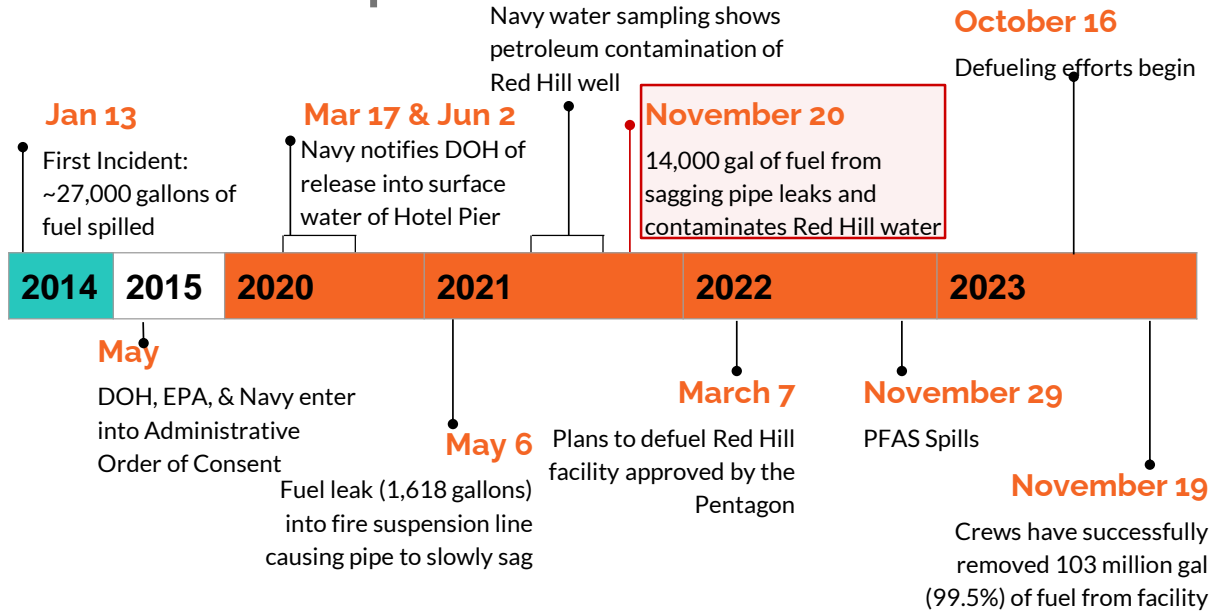 Navy water sampling shows
petroleum contamination of
Red Hill well
October 16
Defueling efforts begin
Jan 13
First Incident:
~27,000 gallons of
fuel spilled
Mar 17 & Jun 2
Navy notifies DOH of
release into surface
water of Hotel Pier
November 20
14,000 gal of fuel from
sagging pipe leaks and
contaminates Red Hill water
2014
2015
2020
2021
2022
2023
May
DOH, EPA, & Navy enter
into Administrative
Order of Consent
May 6
Fuel leak (1,618 gallons)
into fire suspension line
causing pipe to slowly sag
March 7
Plans to defuel Red Hill
facility approved by the
Pentagon
November 29
PFAS Spills
November 19
Crews have successfully
removed 103 million gal
(99.5%) of fuel from facility